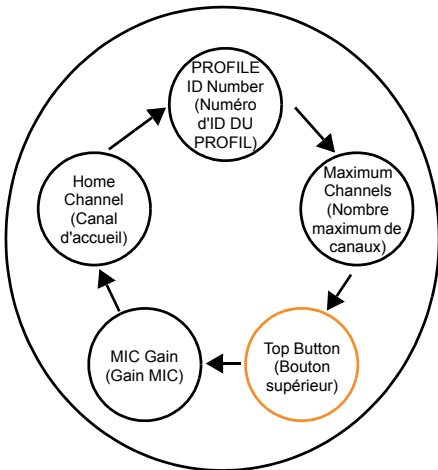 PROFILE
ID Number
(Numéro
d'ID DU
PROFIL)
Maximum
Channels
(Nombre
maximum de
canaux)
Top Button
(Bouton
supérieur)
MIC Gain
(Gain MIC)
Home
Channel
(Canal
d'accueil)